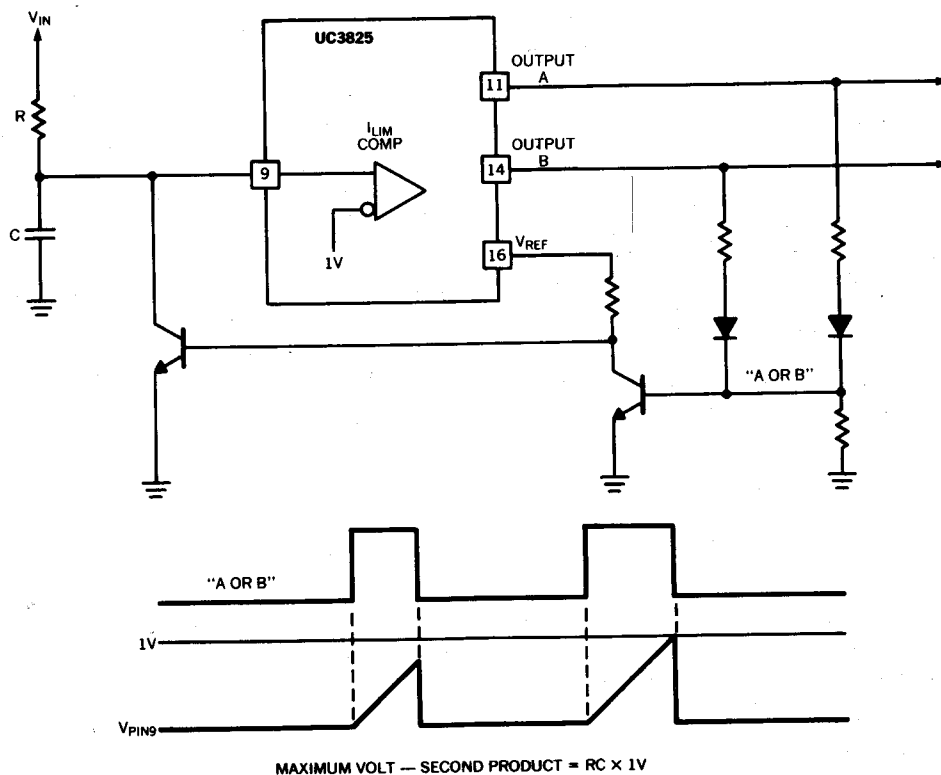 V_IN
UC3825
OUTPUT
A
11
R
I_LIM
COMP
OUTPUT
B
9
14
C
V_REF
1V
16
"A OR B"
"A OR B"
1V
V_PIN9
MAXIMUM VOLT — SECOND PRODUCT = RC × 1V